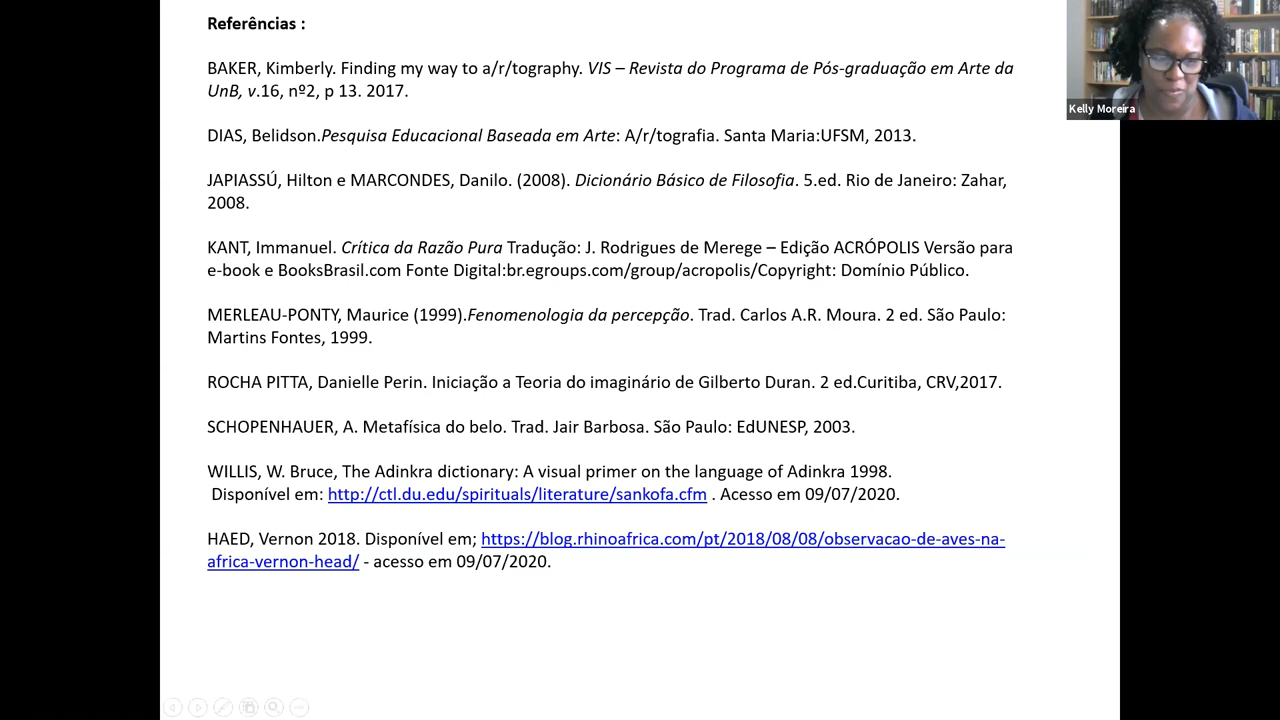 Referências :
BAKER, Kimberly. Finding my way to a/r/tography. VIS – Revista do Programa de Pós-graduação em Arte da
UnB, v.16, nº2, p 13. 2017.
DIAS, Belidson.Pesquisa Educacional Baseada em Arte: A/r/tografia. Santa Maria:UFSM, 2013.
JAPIASSÚ, Hilton e MARCONDES, Danilo. (2008). Dicionário Básico de Filosofia. 5.ed. Rio de Janeiro: Zahar,
2008.
KANT, Immanuel. Crítica da Razão Pura Tradução: J. Rodrigues de Merege – Edição ACRÓPOLIS Versão para
e-book e BooksBrasil.com Fonte Digital:br.egroups.com/group/acropolis/Copyright: Domínio Público.
MERLEAU-PONTY, Maurice (1999).Fenomenologia da percepção. Trad. Carlos A.R. Moura. 2 ed. São Paulo:
Martins Fontes, 1999.
ROCHA PITTA, Danielle Perin. Iniciação a Teoria do imaginário de Gilberto Duran. 2 ed.Curitiba, CRV,2017.
SCHOPENHAUER, A. Metafísica do belo. Trad. Jair Barbosa. São Paulo: EdUNESP, 2003.
WILLIS, W. Bruce, The Adinkra dictionary: A visual primer on the language of Adinkra 1998.
Disponível em: http://ctl.du.edu/spirituals/literature/sankofa.cfm . Acesso em 09/07/2020.
HAED, Vernon 2018. Disponível em; https://blog.rhinoafrica.com/pt/2018/08/08/observacao-de-aves-na-
africa-vernon-head/ - acesso em 09/07/2020.
Kelly Moreira